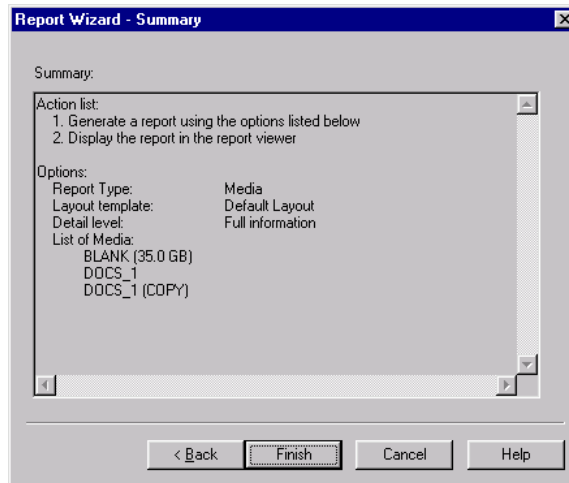 Report Wizard - Summary
Summary:
Action list:
1. Generate a report using the options listed below
2. Display the report in the report viewer
Options:
Report Type: Media
Layout template: Default Layout
Detail level: Full information
List of Media:
BLANK (35.0 GB)
DOCS_1
DOCS_1 (COPY)
< Back Finish Cancel Help